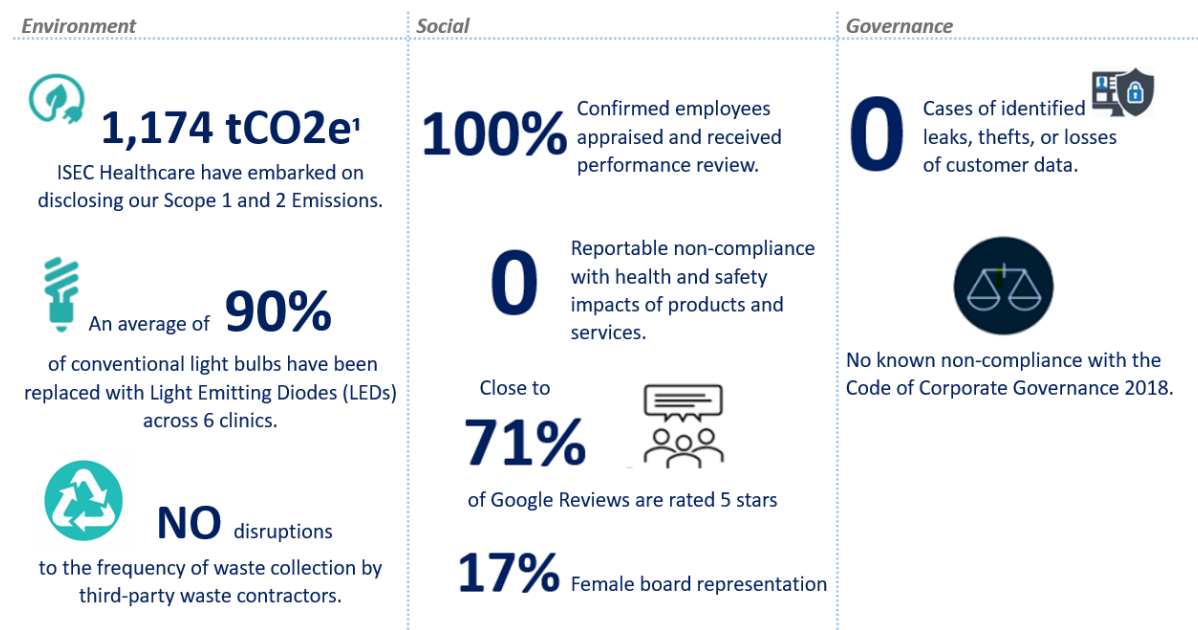 Environment
1,174 tCO2e¹
ISEC Healthcare have embarked on
disclosing our Scope 1 and 2 Emissions.
An average of 90%
of conventional light bulbs have been
replaced with Light Emitting Diodes (LEDs)
across 6 clinics.
NO disruptions
to the frequency of waste collection by
third-party waste contractors.
Social
100%
Confirmed employees
appraised and received
performance review.
0
Reportable non-compliance
with health and safety
impacts of products and
services.
Close to
71%
of Google Reviews are rated 5 stars
17% Female board representation
Governance
0
Cases of identified
leaks, thefts, or losses
of customer data.
No known non-compliance with the
Code of Corporate Governance 2018.